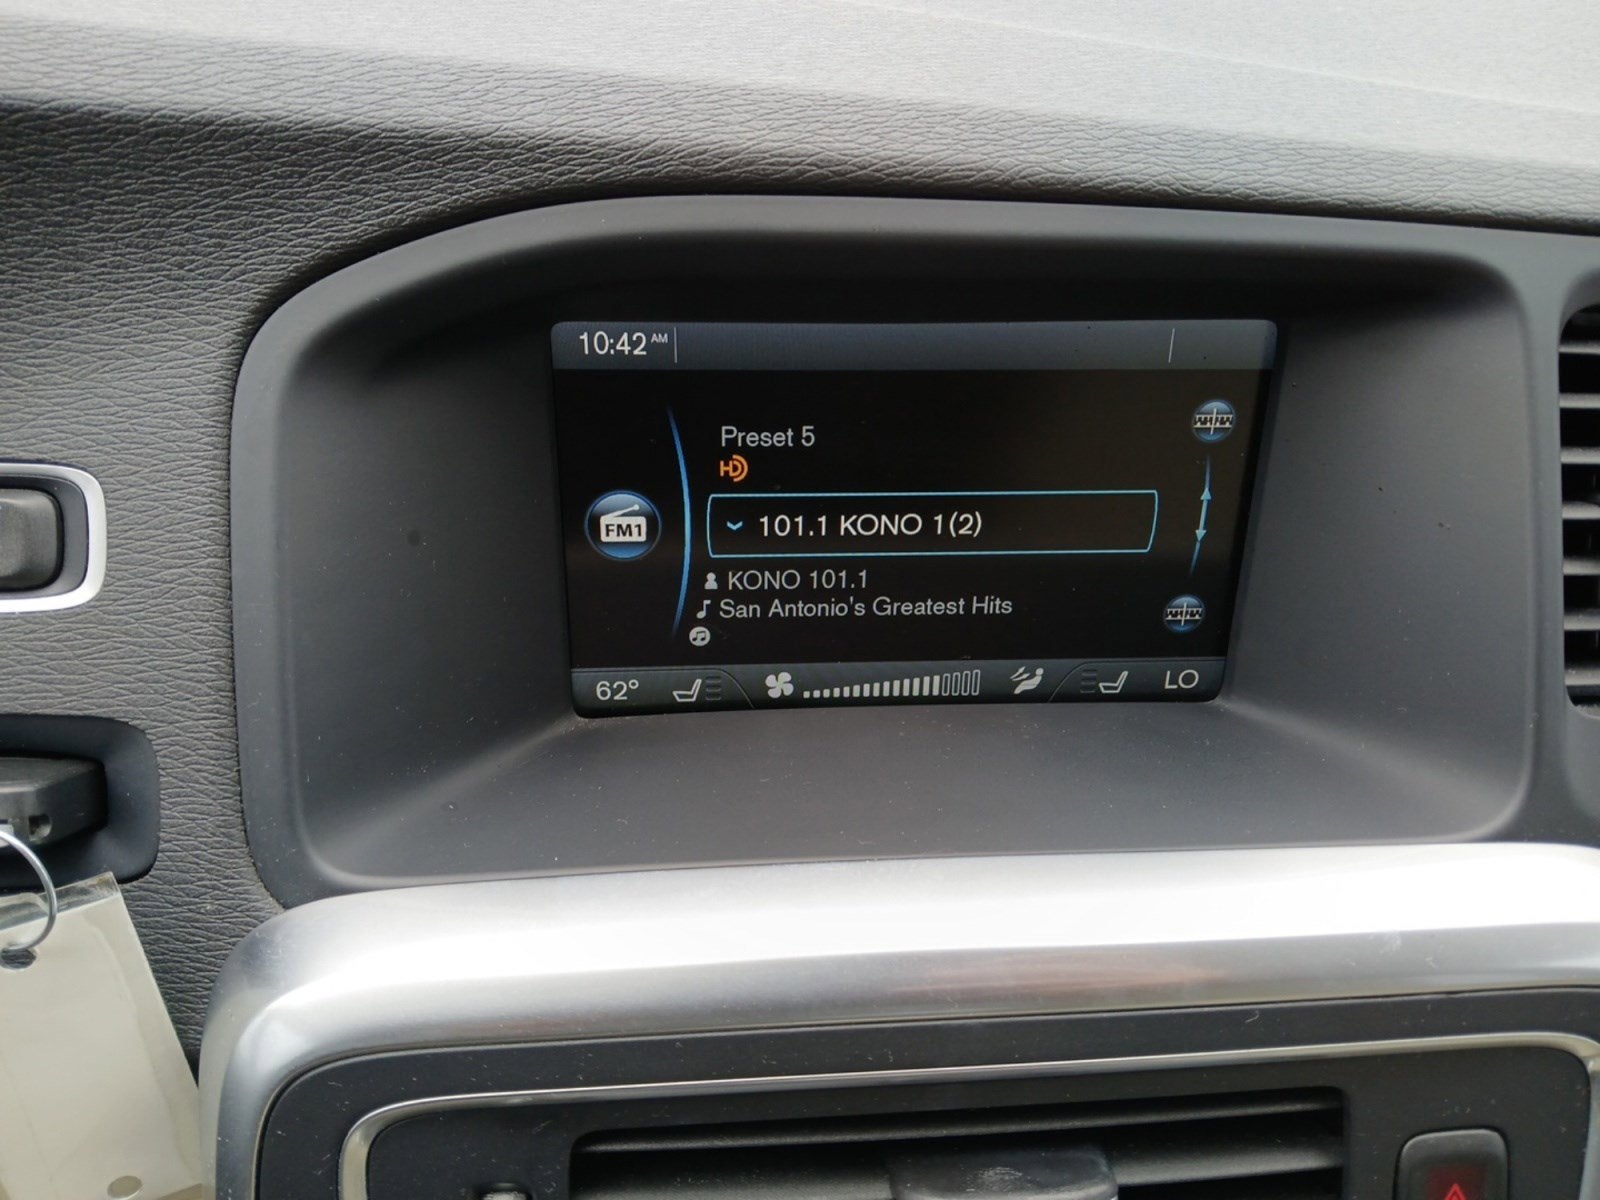 10:42 AM
Preset 5
HD
101.1 KONO 1(2)
FM1
KONO 101.1
San Antonio's Greatest Hits
62° LO